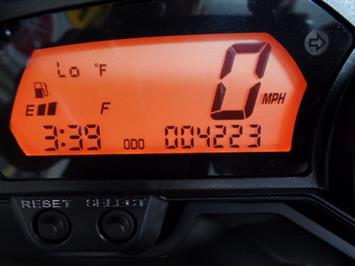 Lo °F
0 MPH
E F
3:39 ODO 004223
RESET SELECT